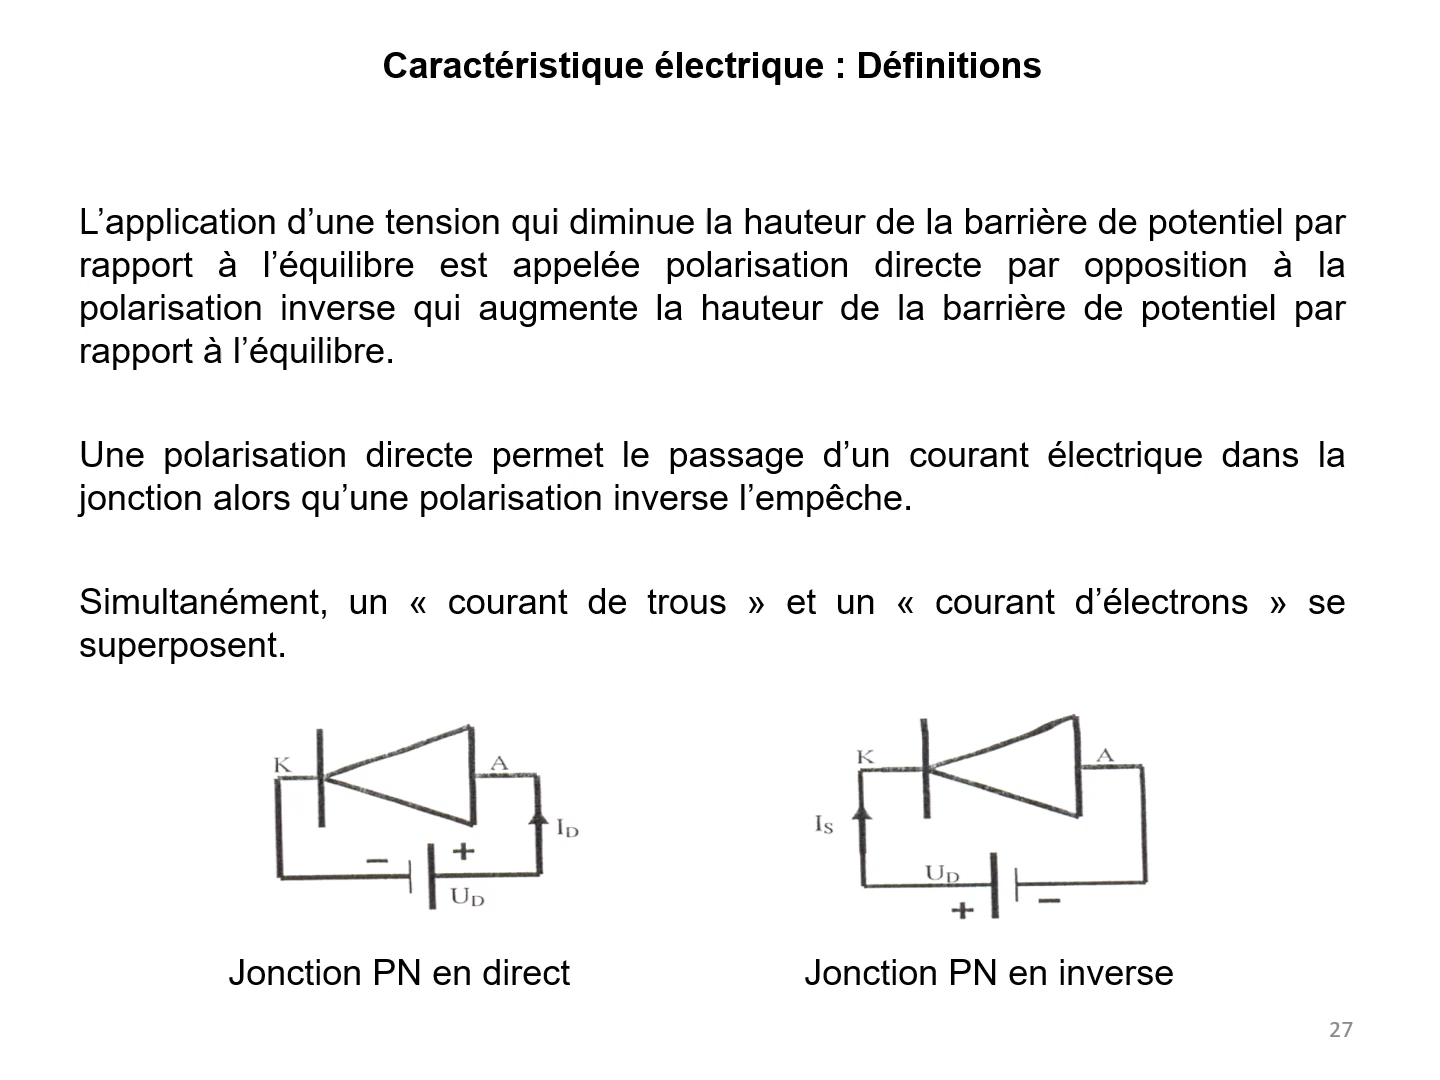 Caractéristique électrique : Définitions
L’application d’une tension qui diminue la hauteur de la barrière de potentiel par
rapport à l’équilibre est appelée polarisation directe par opposition à la
polarisation inverse qui augmente la hauteur de la barrière de potentiel par
rapport à l’équilibre.
Une polarisation directe permet le passage d’un courant électrique dans la
jonction alors qu’une polarisation inverse l’empêche.
Simultanément, un « courant de trous » et un « courant d’électrons » se
superposent.
K A
I_D
− +
U_D
K A
I_S
U_D
+ −
Jonction PN en direct
Jonction PN en inverse
27